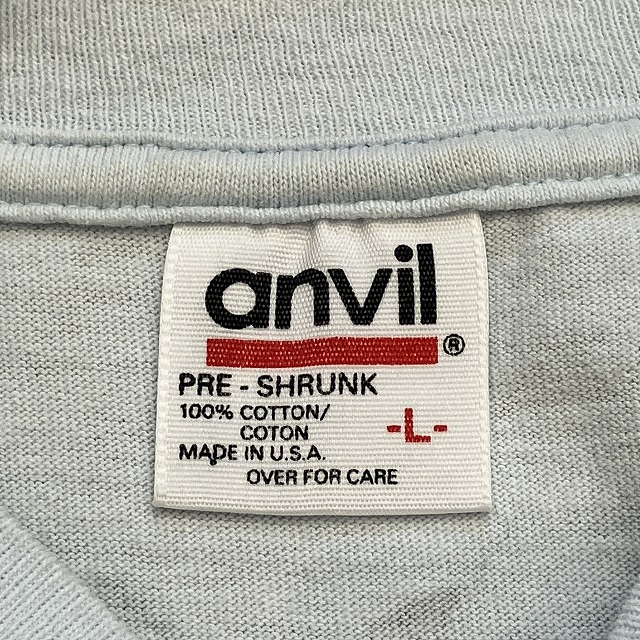 anvil®
PRE - SHRUNK
100% COTTON/
COTON
-L-
MADE IN U.S.A.
OVER FOR CARE